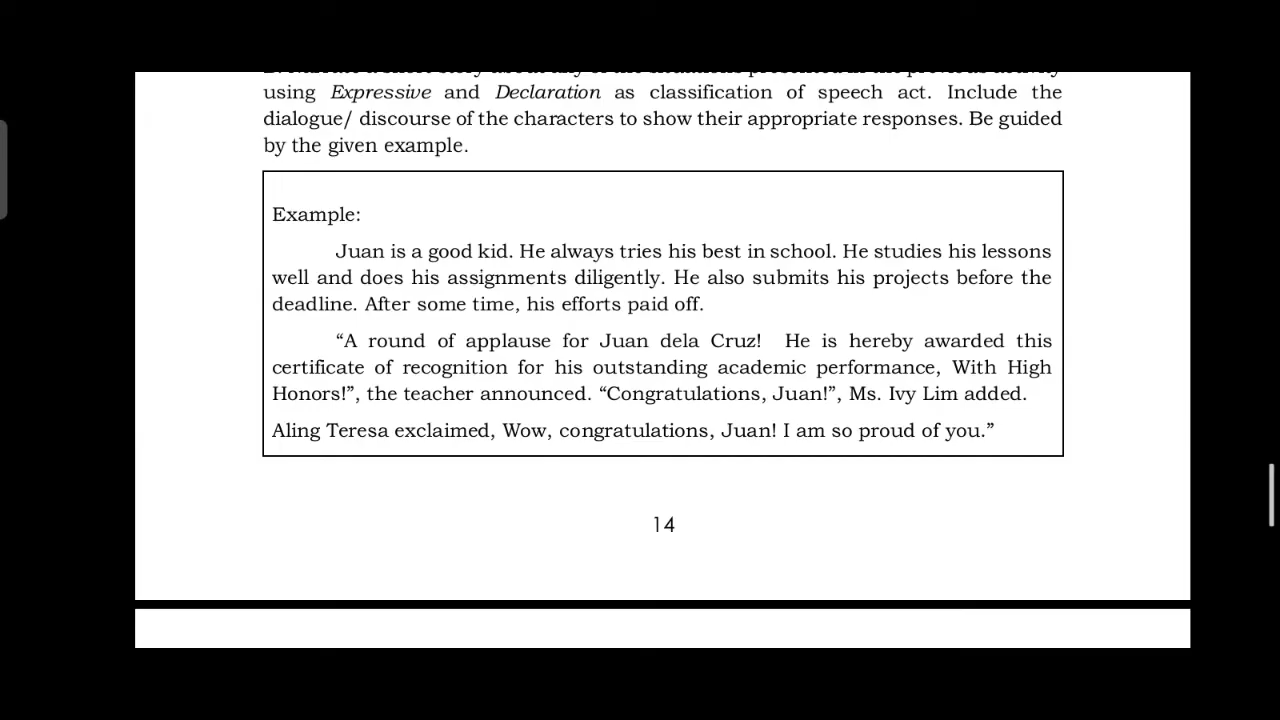 using Expressive and Declaration as classification of speech act. Include the
dialogue/ discourse of the characters to show their appropriate responses. Be guided
by the given example.
Example:
Juan is a good kid. He always tries his best in school. He studies his lessons
well and does his assignments diligently. He also submits his projects before the
deadline. After some time, his efforts paid off.
“A round of applause for Juan dela Cruz! He is hereby awarded this
certificate of recognition for his outstanding academic performance, With High
Honors!”, the teacher announced. “Congratulations, Juan!”, Ms. Ivy Lim added.
Aling Teresa exclaimed, Wow, congratulations, Juan! I am so proud of you.”
14